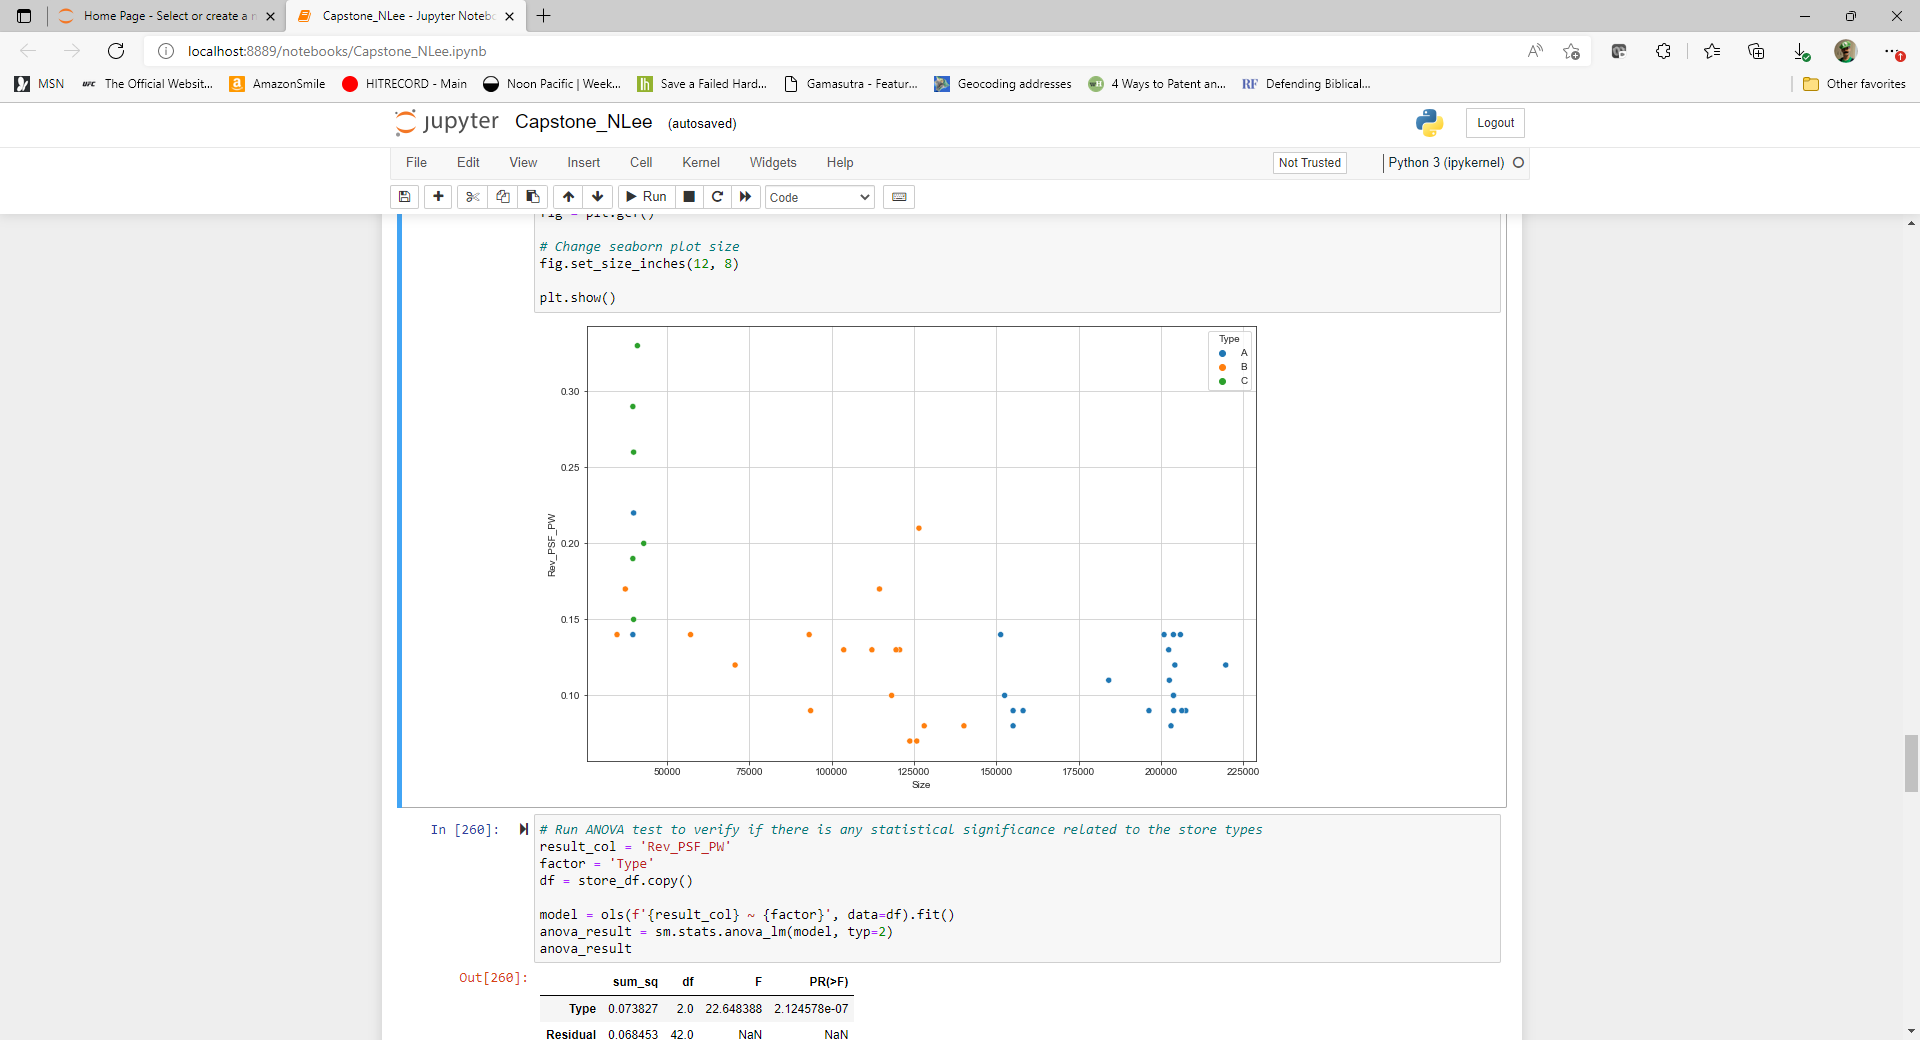 Home Page - Select or create a n
Capstone_NLee - Jupyter Noteb
localhost:8889/notebooks/Capstone_NLee.ipynb
MSN
The Official Websit...
AmazonSmile
HITRECORD - Main
Noon Pacific | Week...
Save a Failed Hard...
Gamasutra - Featur...
Geocoding addresses
4 Ways to Patent an...
RF Defending Biblical...
Other favorites
jupyter Capstone_NLee (autosaved)
Logout
File Edit View Insert Cell Kernel Widgets Help
Not Trusted
Python 3 (ipykernel)
Run
Code
fig = plt.gcf()
# Change seaborn plot size
fig.set_size_inches(12, 8)
plt.show()
Type
A
B
C
0.30
0.25
0.20
0.15
0.10
Rev_PSF_PW
50000 75000 100000 125000 150000 175000 200000 225000
Size
In [260]:
# Run ANOVA test to verify if there is any statistical significance related to the store types
result_col = 'Rev_PSF_PW'
factor = 'Type'
df = store_df.copy()
model = ols(f'{result_col} ~ {factor}', data=df).fit()
anova_result = sm.stats.anova_lm(model, typ=2)
anova_result
Out[260]:
sum_sq df F PR(>F)
Type 0.073827 2.0 22.648388 2.124578e-07
Residual 0.068453 42.0 NaN NaN